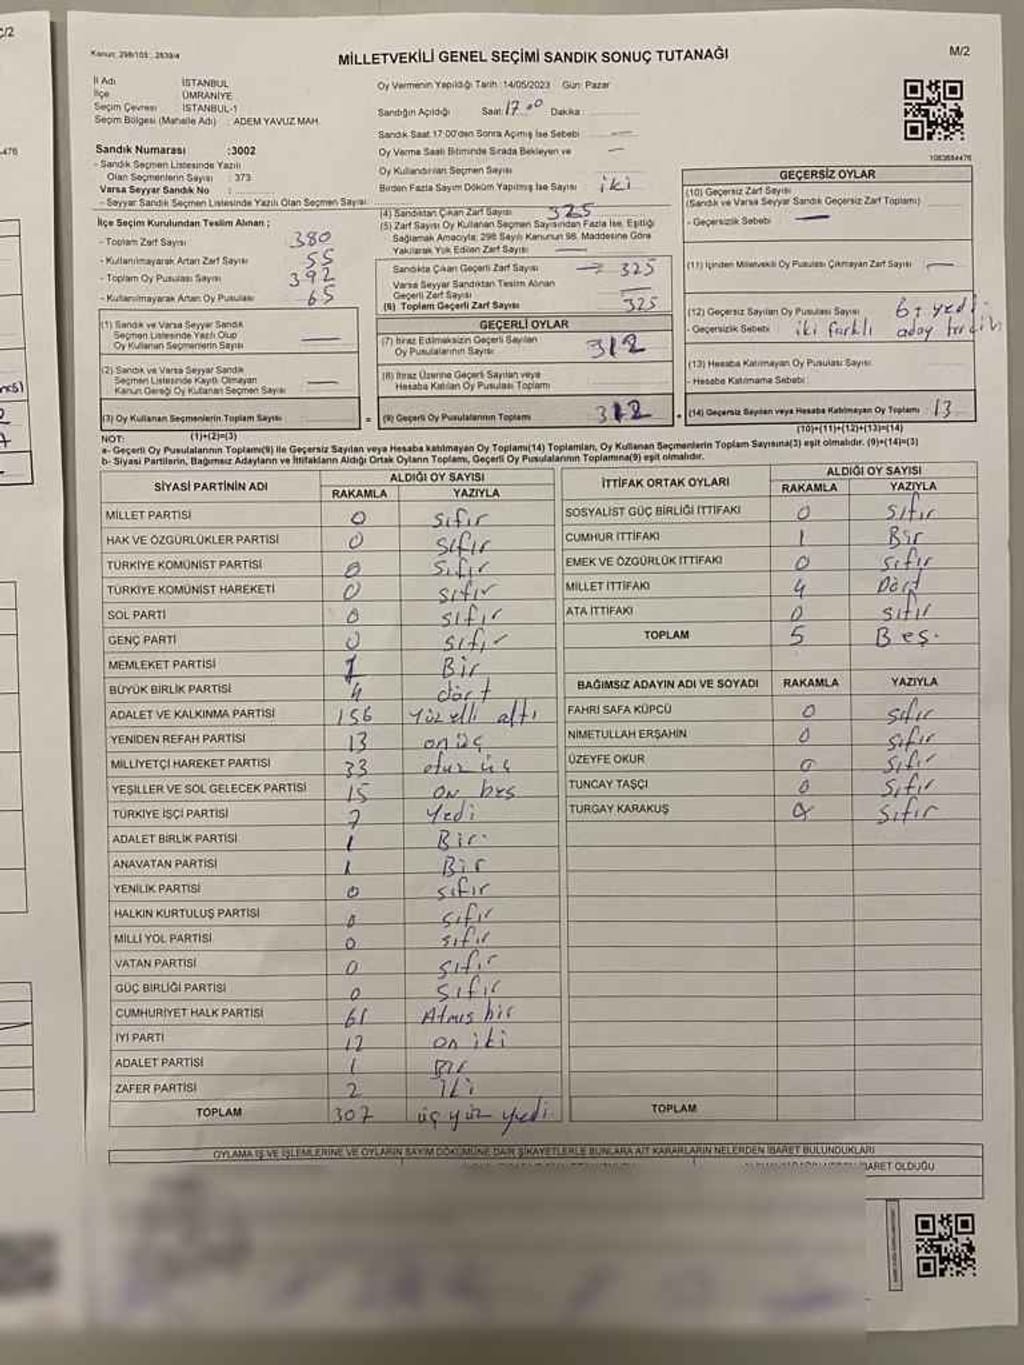 Ç/2
Kanun: 298/105 : 2839/4
MİLLETVEKİLİ GENEL SEÇİMİ SANDIK SONUÇ TUTANAĞI
M/2
İl Adı İSTANBUL
İlçe ÜMRANİYE
Seçim Çevresi İSTANBUL-1
Seçim Bölgesi (Mahalle Adı) : ADEM YAVUZ MAH.
Sandık Numarası :3002
- Sandık Seçmen Listesinde Yazılı
Olan Seçmenlerin Sayısı : 373
Varsa Seyyar Sandık No :
- Seyyar Sandık Seçmen Listesinde Yazılı Olan Seçmen Sayısı:
Oy Vermenin Yapıldığı Tarih : 14/05/2023 Gün: Pazar
Sandığın Açıldığı Saat: 17.00 Dakika :
Sandık Saat 17:00'den Sonra Açılmış İse Sebebi —
Oy Verme Saati Bitiminde Sırada Bekleyen ve —
Oy Kullandırılan Seçmen Sayısı
Birden Fazla Sayım Döküm Yapılmış İse Sayısı iki
1083884476
İlçe Seçim Kurulundan Teslim Alınan ;
- Toplam Zarf Sayısı 380
- Kullanılmayarak Artan Zarf Sayısı 55
- Toplam Oy Pusulası Sayısı 392
- Kullanılmayarak Artan Oy Pusulası 65
(1) Sandık ve Varsa Seyyar Sandık
Seçmen Listesinde Yazılı Olup
Oy Kullanan Seçmenlerin Sayısı —
(2) Sandık ve Varsa Seyyar Sandık
Seçmen Listesinde Kayıtlı Olmayan
Kanun Gereği Oy Kullanan Seçmen Sayısı —
(3) Oy Kullanan Seçmenlerin Toplam Sayısı
(1)+(2)=(3)
(4) Sandıktan Çıkan Zarf Sayısı 325
(5) Zarf Sayısı Oy Kullanan Seçmen Sayısından Fazla İse, Eşitliği
Sağlamak Amacıyla, 298 Sayılı Kanunun 98. Maddesine Göre
Yakılarak Yok Edilen Zarf Sayısı —
Sandıkta Çıkan Geçerli Zarf Sayısı → 325
Varsa Seyyar Sandıktan Teslim Alınan
Geçerli Zarf Sayısı —
(6) Toplam Geçerli Zarf Sayısı 325
GEÇERLİ OYLAR
(7) İtiraz Edilmeksizin Geçerli Sayılan
Oy Pusulalarının Sayısı 312
(8) İtiraz Üzerine Geçerli Sayılan veya
Hesaba Katılan Oy Pusulası Toplamı
= (9) Geçerli Oy Pusulalarının Toplamı 312
GEÇERSİZ OYLAR
(10) Geçersiz Zarf Sayısı
(Sandık ve Varsa Seyyar Sandık Geçersiz Zarf Toplamı)
- Geçersizlik Sebebi : —
(11) İçinden Milletvekili Oy Pusulası Çıkmayan Zarf Sayısı —
(12) Geçersiz Sayılan Oy Pusulası Sayısı
- Geçersizlik Sebebi : iki farklı aday
(13) Hesaba Katılmayan Oy Pusulası Sayısı
- Hesaba Katılmama Sebebi :
(14) Geçersiz Sayılan veya Hesaba Katılmayan Oy Toplamı : 13
(10)+(11)+(12)+(13)=(14)
NOT:
a- Geçerli Oy Pusulalarının Toplamı(9) ile Geçersiz Sayılan veya Hesaba katılmayan Oy Toplamı(14) Toplamları, Oy Kullanan Seçmenlerin Toplam Sayısına(3) eşit olmalıdır. (9)+(14)=(3)
b- Siyasi Partilerin, Bağımsız Adayların ve İttifakların Aldığı Ortak Oyların Toplamı, Geçerli Oy Pusulalarının Toplamına(9) eşit olmalıdır.
SİYASİ PARTİNİN ADI ALDIĞI OY SAYISI
RAKAMLA YAZIYLA
MİLLET PARTİSİ 0 sıfır
HAK VE ÖZGÜRLÜKLER PARTİSİ 0 sıfır
TÜRKİYE KOMÜNİST PARTİSİ 0 sıfır
TÜRKİYE KOMÜNİST HAREKETİ 0 sıfır
SOL PARTİ 0 sıfır
GENÇ PARTİ 0 sıfır
MEMLEKET PARTİSİ 1 Bir
BÜYÜK BİRLİK PARTİSİ 4 dört
ADALET VE KALKINMA PARTİSİ 156 yüzelli altı
YENİDEN REFAH PARTİSİ 13 onüç
MİLLİYETÇİ HAREKET PARTİSİ 33 otuz üç
YEŞİLLER VE SOL GELECEK PARTİSİ 15 on beş
TÜRKİYE İŞÇİ PARTİSİ 7 Yedi
ADALET BİRLİK PARTİSİ 1 Bir
ANAVATAN PARTİSİ 1 Bir
YENİLİK PARTİSİ 0 sıfır
HALKIN KURTULUŞ PARTİSİ 0 sıfır
MİLLİ YOL PARTİSİ 0 sıfır
VATAN PARTİSİ 0 sıfır
GÜÇ BİRLİĞİ PARTİSİ 0 sıfır
CUMHURİYET HALK PARTİSİ 61 Atmış bir
İYİ PARTİ 12 on iki
ADALET PARTİSİ 1 Bir
ZAFER PARTİSİ 2 İki
TOPLAM 307 üç yüz yedi
İTTİFAK ORTAK OYLARI ALDIĞI OY SAYISI
RAKAMLA YAZIYLA
SOSYALİST GÜÇ BİRLİĞİ İTTİFAKI 0 sıfır
CUMHUR İTTİFAKI 1 Bir
EMEK VE ÖZGÜRLÜK İTTİFAKI 0 sıfır
MİLLET İTTİFAKI 4 Dört
ATA İTTİFAKI 0 sıfır
TOPLAM 5 Beş.
BAĞIMSIZ ADAYIN ADI VE SOYADI RAKAMLA YAZIYLA
FAHRİ SAFA KÜPCÜ 0 sıfır
NİMETULLAH ERŞAHİN 0 sıfır
ÜZEYFE OKUR 0 sıfır
TUNCAY TAŞÇI 0 sıfır
TURGAY KARAKUŞ 0 sıfır
TOPLAM
OYLAMA İŞ VE İŞLEMLERİNE VE OYLARIN SAYIM DÖKÜMÜNE DAİR ŞİKAYETLERLE BUNLARA AİT KARARLARIN NELERDEN İBARET BULUNDUKLARI
BARET OLDUĞU